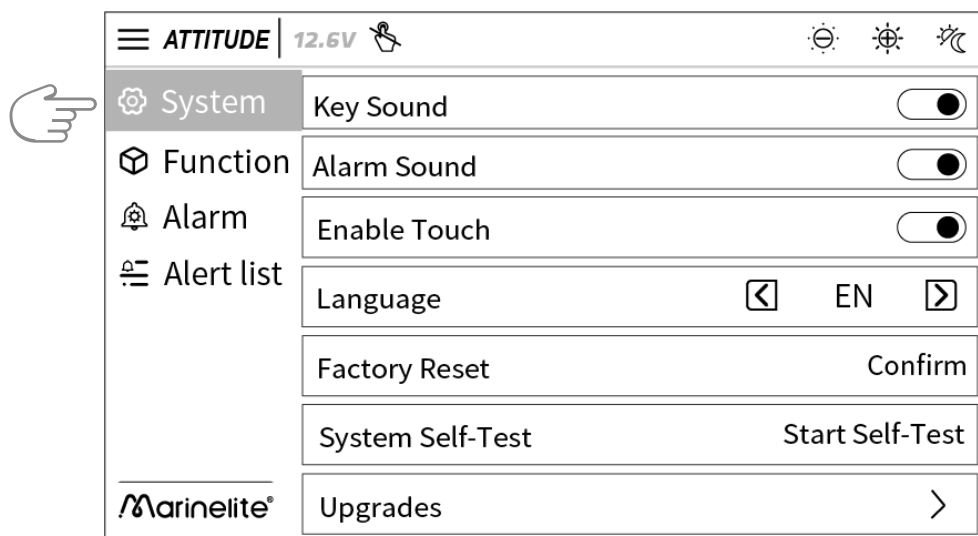 ATTITUDE 12.6V
System
Function
Alarm
Alert list
Marinelite®
Key Sound
Alarm Sound
Enable Touch
Language EN
Factory Reset Confirm
System Self-Test Start Self-Test
Upgrades